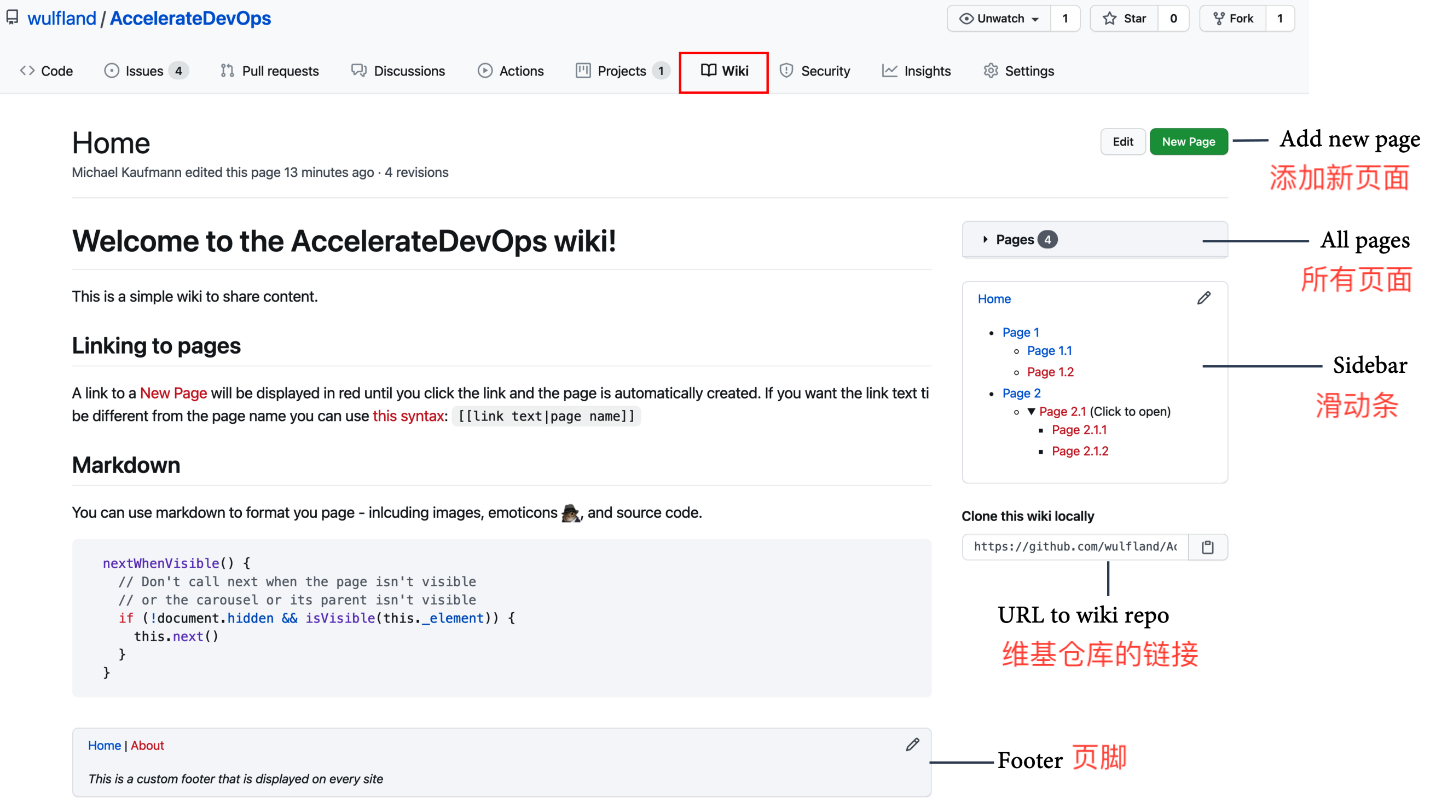 wulfland / AccelerateDevOps
Unwatch 1 Star 0 Fork 1
Code Issues 4 Pull requests Discussions Actions Projects 1 Wiki Security Insights Settings
Home
Michael Kaufmann edited this page 13 minutes ago · 4 revisions
Edit New Page
Add new page
添加新页面
Welcome to the AccelerateDevOps wiki!
This is a simple wiki to share content.
Linking to pages
A link to a New Page will be displayed in red until you click the link and the page is automatically created. If you want the link text ti
be different from the page name you can use this syntax: [[link text|page name]]
Markdown
You can use markdown to format you page - inlcuding images, emoticons , and source code.
nextWhenVisible() {
// Don't call next when the page isn't visible
// or the carousel or its parent isn't visible
if (!document.hidden && isVisible(this._element)) {
this.next()
}
}
Home | About
This is a custom footer that is displayed on every site
Footer 页脚
Pages 4
All pages
所有页面
Home
Page 1
Page 1.1
Page 1.2
Page 2
Page 2.1 (Click to open)
Page 2.1.1
Page 2.1.2
Sidebar
滑动条
Clone this wiki locally
https://github.com/wulfland/Ac
URL to wiki repo
维基仓库的链接